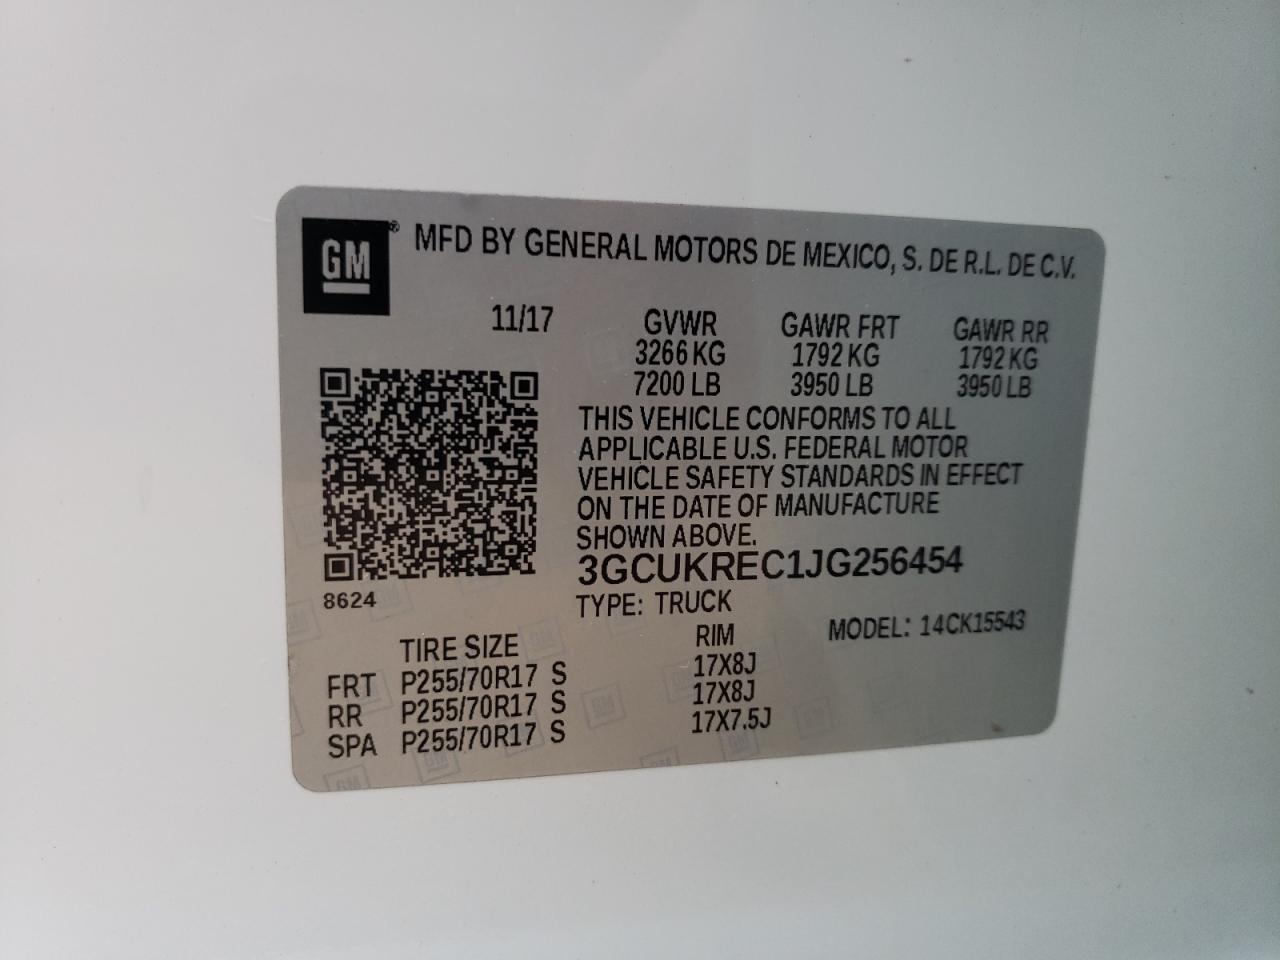 GM® MFD BY GENERAL MOTORS DE MEXICO, S. DE R.L. DE C.V.
11/17 GVWR GAWR FRT GAWR RR
3266 KG 1792 KG 1792 KG
7200 LB 3950 LB 3950 LB
THIS VEHICLE CONFORMS TO ALL
APPLICABLE U.S. FEDERAL MOTOR
VEHICLE SAFETY STANDARDS IN EFFECT
ON THE DATE OF MANUFACTURE
SHOWN ABOVE.
3GCUKREC1JG256454
8624
TYPE: TRUCK MODEL: 14CK15543
TIRE SIZE RIM
FRT P255/70R17 S 17X8J
RR P255/70R17 S 17X8J
SPA P255/70R17 S 17X7.5J